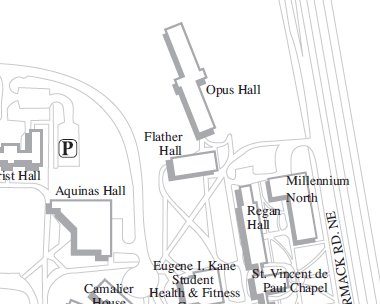 Opus Hall
Flather
Hall
P
rist Hall
Aquinas Hall
Millennium
North
Regan
Hall
RMACK RD. NE
Eugene I. Kane
Student
Health & Fitness
St. Vincent de
Paul Chapel
Camalier
House